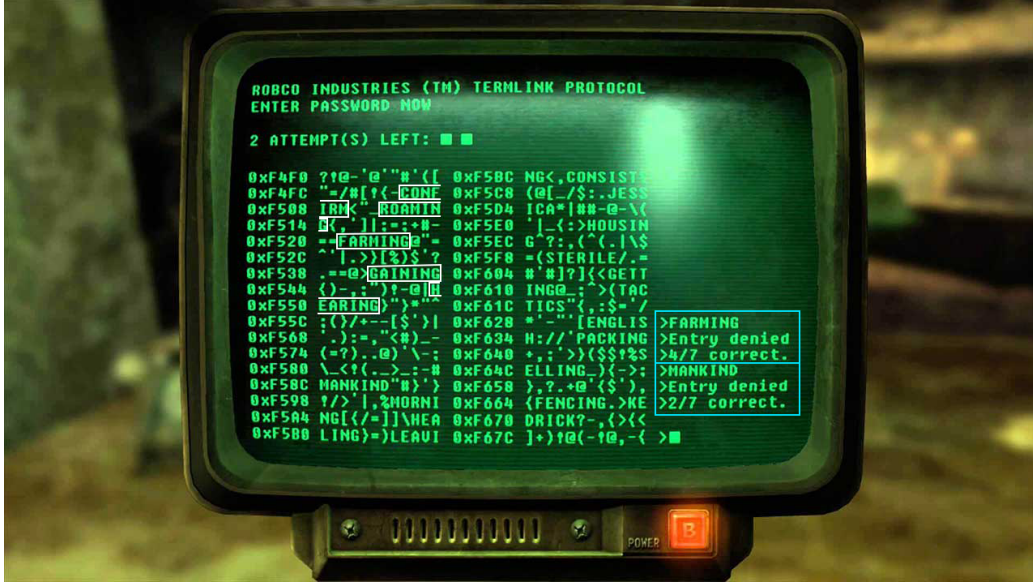 ROBCO INDUSTRIES (TM) TERMLINK PROTOCOL
ENTER PASSWORD NOW
2 ATTEMPT(S) LEFT: ■ ■
0xF4F0 ?!@-'@'"#'([
0xF4FC "=/#[!{-CONF
0xF508 IRM<"_ROAMIN
0xF514 G{,']|:=:+#-
0xF520 ==FARMING@"=
0xF52C ^'|.>}[%)$'?
0xF538 .==@>GAINING
0xF544 {)-,:")!-@|H
0xF550 EARING}"}*"^
0xF55C ;(}/+--[$'}|
0xF568 '.):=,"<#)_-
0xF574 (=?)..@)'\-;
0xF580 \_<!(._>_:-#
0xF58C MANKIND"#}'}
0xF598 !/>'|,%MORNI
0xF5A4 NG[{/=]]\HEA
0xF5B0 LING}=)LEAVI
0xF5BC NG<,CONSISTS
0xF5C8 (@[_/$:.JESS
0xF5D4 ICA*|##-@-\(
0xF5E0 '|_{:>HOUSIN
0xF5EC G^?:,(^(.|\$
0xF5F8 =(STERILE/.=
0xF604 #'#]?]{<GETT
0xF610 ING@_:^>(TAC
0xF61C TICS"{,:$='/
0xF628 *'-"'[ENGLIS
0xF634 H://'PACKING
0xF640 +,:'>}($$!%S
0xF64C ELLING_){->;
0xF658 },?.+@'{$'),
0xF664 {FENCING.>KE
0xF670 DRICK?-,{>{<
0xF67C ]+)!@(-!@,-{
>FARMING
>Entry denied
>4/7 correct.
>MANKIND
>Entry denied
>2/7 correct.
>■
POWER
B